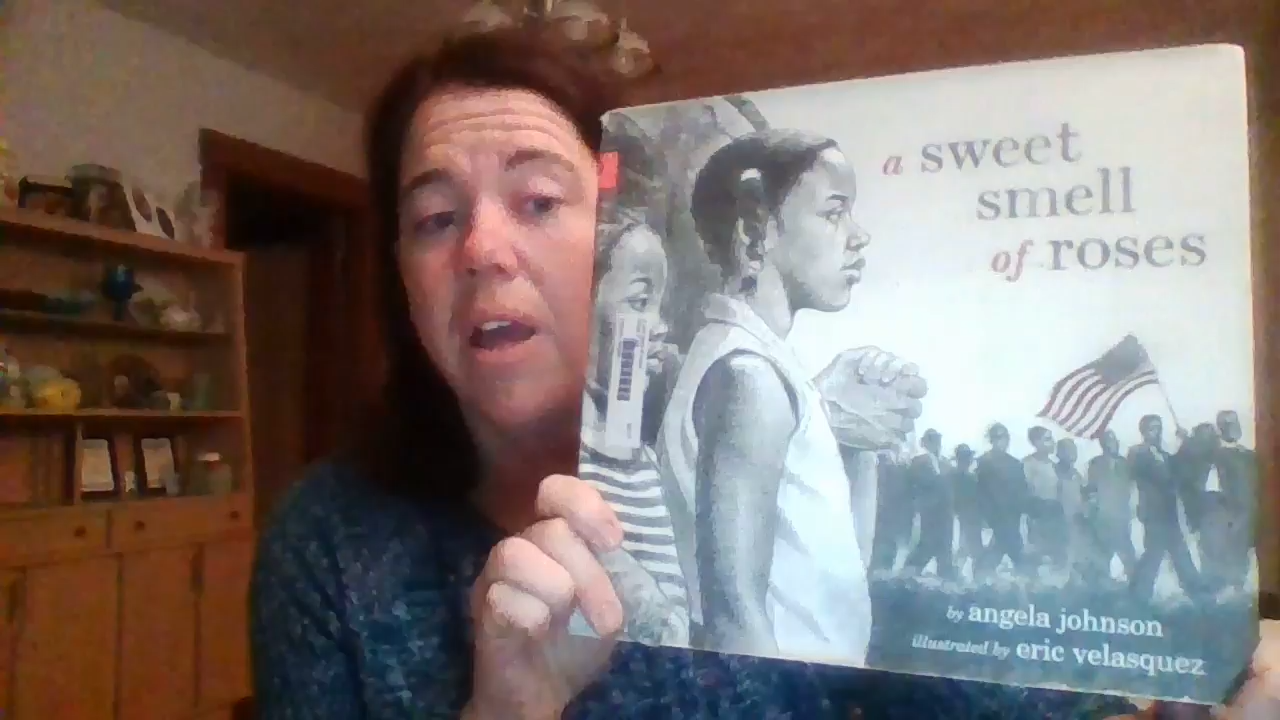 a sweet
smell
of roses
by angela johnson
illustrated by eric velasquez